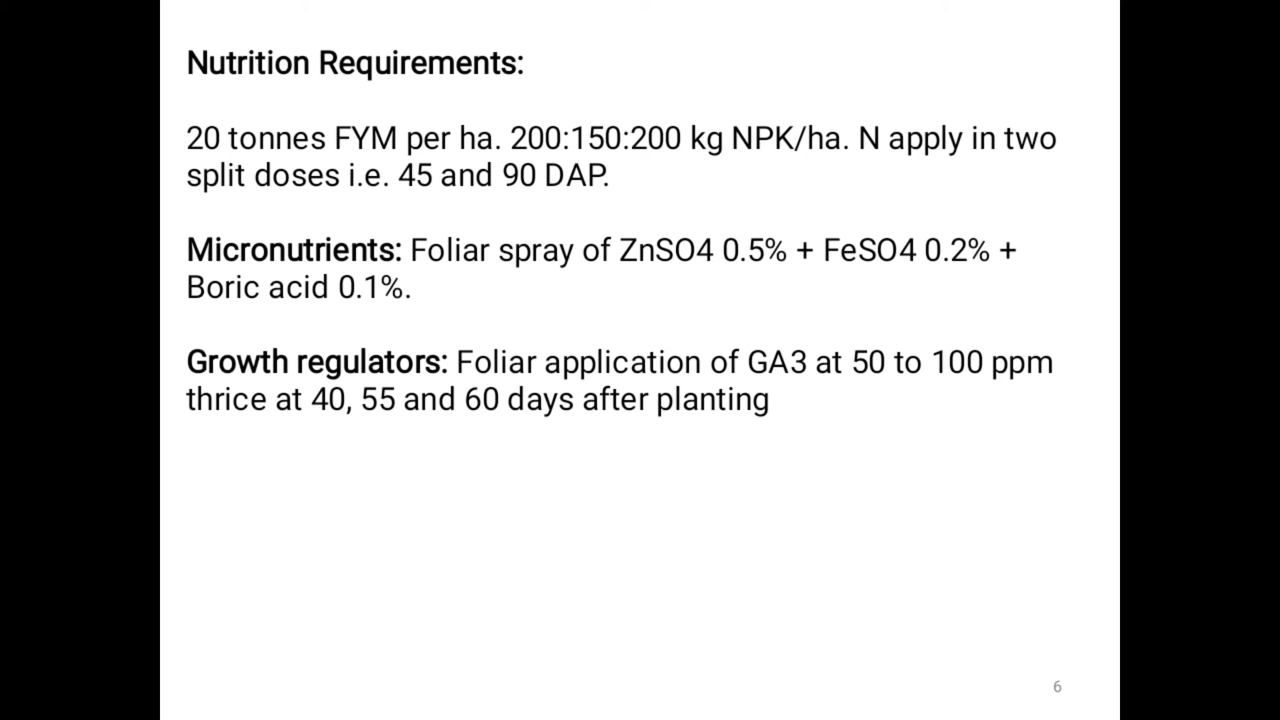 Nutrition Requirements:
20 tonnes FYM per ha. 200:150:200 kg NPK/ha. N apply in two
split doses i.e. 45 and 90 DAP.
Micronutrients: Foliar spray of ZnSO4 0.5% + FeSO4 0.2% +
Boric acid 0.1%.
Growth regulators: Foliar application of GA3 at 50 to 100 ppm
thrice at 40, 55 and 60 days after planting
6